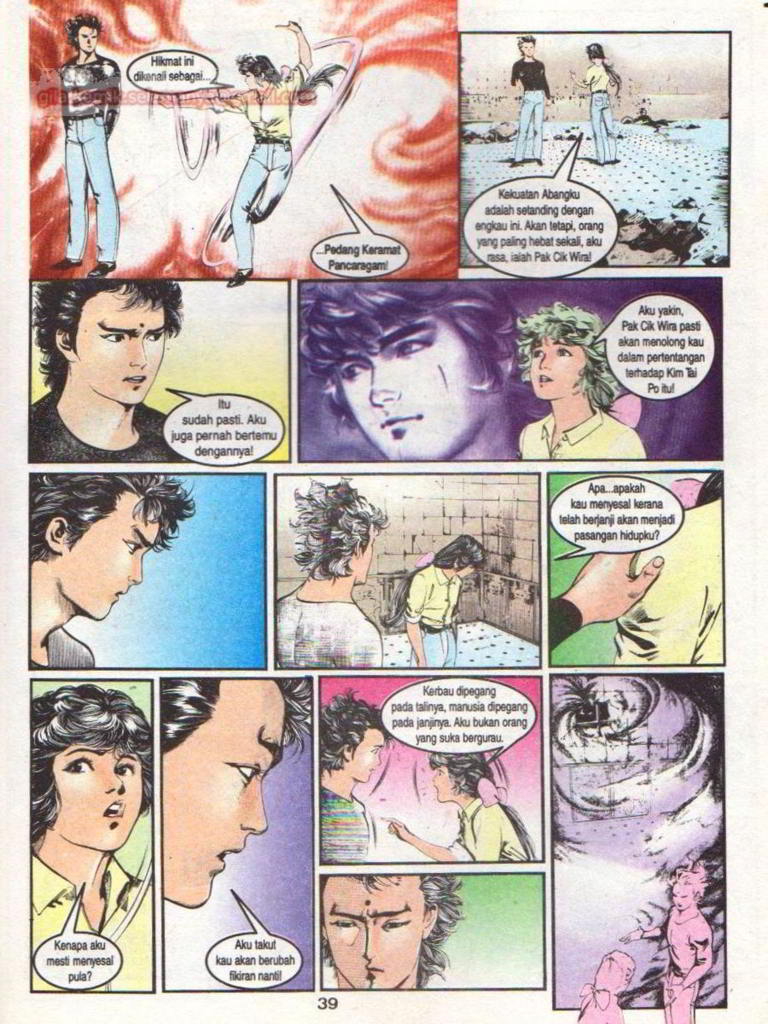 Hikmat ini
dikenali sebagai...
...Pedang Keramat
Pancaragam!
Kekuatan Abangku
adalah setanding dengan
engkau ini. Akan tetapi, orang
yang paling hebat sekali, aku
rasa, ialah Pak Cik Wira!
Itu
sudah pasti. Aku
juga pernah bertemu
dengannya!
Aku yakin,
Pak Cik Wira pasti
akan menolong kau
dalam pertentangan
terhadap Kim Tai
Po itu!
Apa...apakah
kau menyesal kerana
telah berjanji akan menjadi
pasangan hidupku?
Kenapa aku
mesti menyesal
pula?
Aku takut
kau akan berubah
fikiran nanti!
Kerbau dipegang
pada talinya, manusia dipegang
pada janjinya. Aku bukan orang
yang suka bergurau.
39